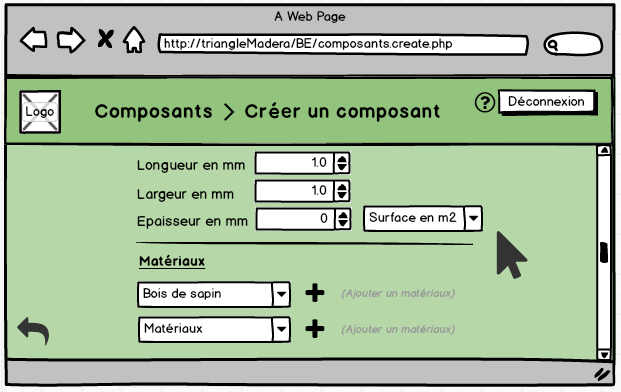 A Web Page
http://triangleMadera/BE/composants.create.php
Logo
Composants > Créer un composant
? Déconnexion
Longueur en mm 1.0
Largeur en mm 1.0
Epaisseur en mm 0 Surface en m2
Matériaux
Bois de sapin + (Ajouter un matériaux)
Matériaux + (Ajouter un matériaux)